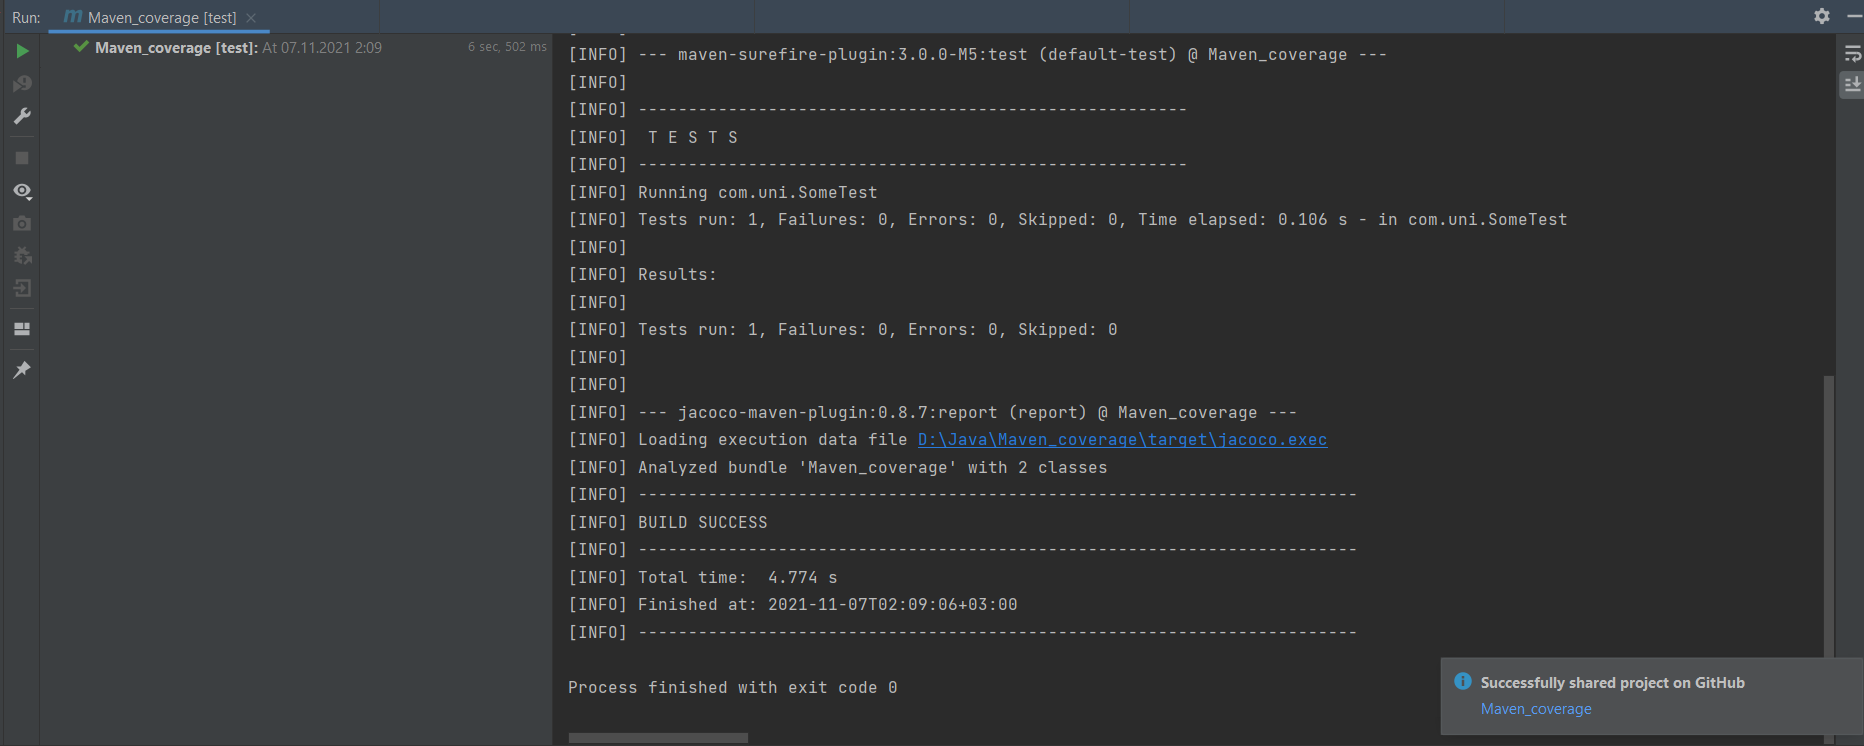 Run: m Maven_coverage [test] ×
Maven_coverage [test]: At 07.11.2021 2:09 6 sec, 502 ms
[INFO] --- maven-surefire-plugin:3.0.0-M5:test (default-test) @ Maven_coverage ---
[INFO]
[INFO] -------------------------------------------------------
[INFO]  T E S T S
[INFO] -------------------------------------------------------
[INFO] Running com.uni.SomeTest
[INFO] Tests run: 1, Failures: 0, Errors: 0, Skipped: 0, Time elapsed: 0.106 s - in com.uni.SomeTest
[INFO]
[INFO] Results:
[INFO]
[INFO] Tests run: 1, Failures: 0, Errors: 0, Skipped: 0
[INFO]
[INFO]
[INFO] --- jacoco-maven-plugin:0.8.7:report (report) @ Maven_coverage ---
[INFO] Loading execution data file D:\Java\Maven_coverage\target\jacoco.exec
[INFO] Analyzed bundle 'Maven_coverage' with 2 classes
[INFO] ------------------------------------------------------------------------
[INFO] BUILD SUCCESS
[INFO] ------------------------------------------------------------------------
[INFO] Total time:  4.774 s
[INFO] Finished at: 2021-11-07T02:09:06+03:00
[INFO] ------------------------------------------------------------------------
Process finished with exit code 0
Successfully shared project on GitHub
Maven_coverage